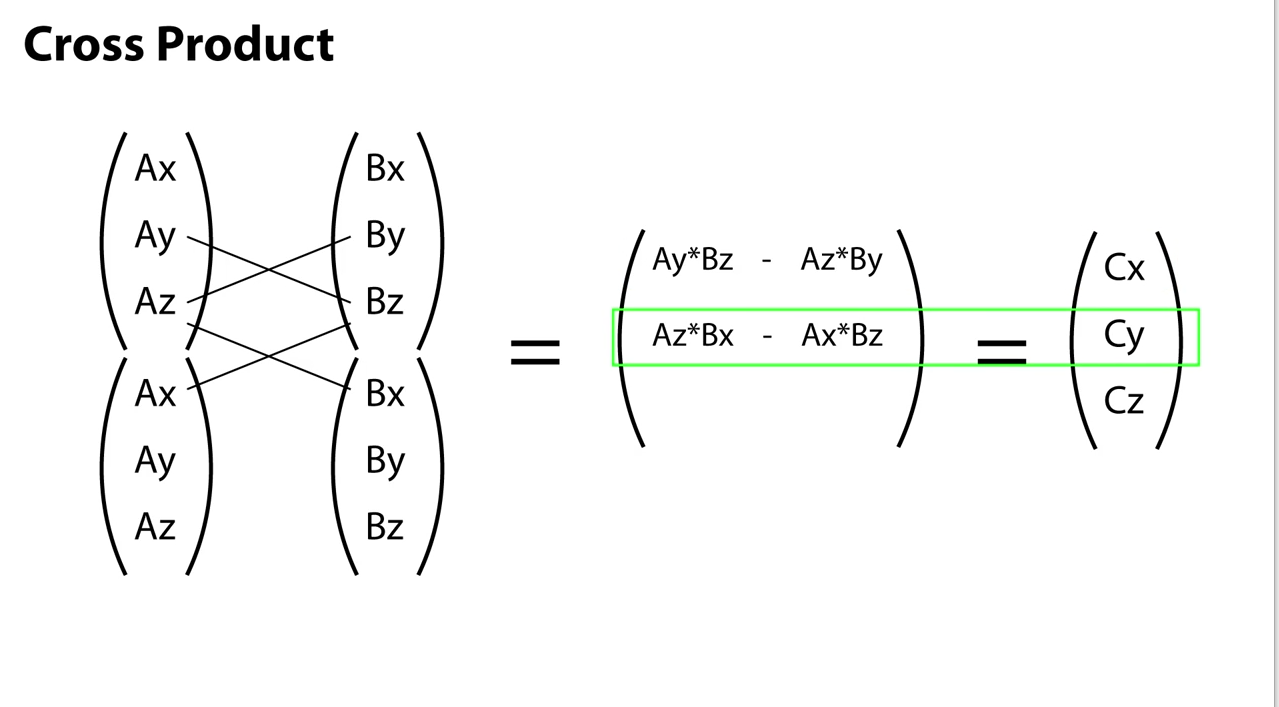 Cross Product
Ax Bx
Ay By
Az Bz
Ax Bx
Ay By
Az Bz
=
Ay*Bz - Az*By
Az*Bx - Ax*Bz
=
Cx
Cy
Cz